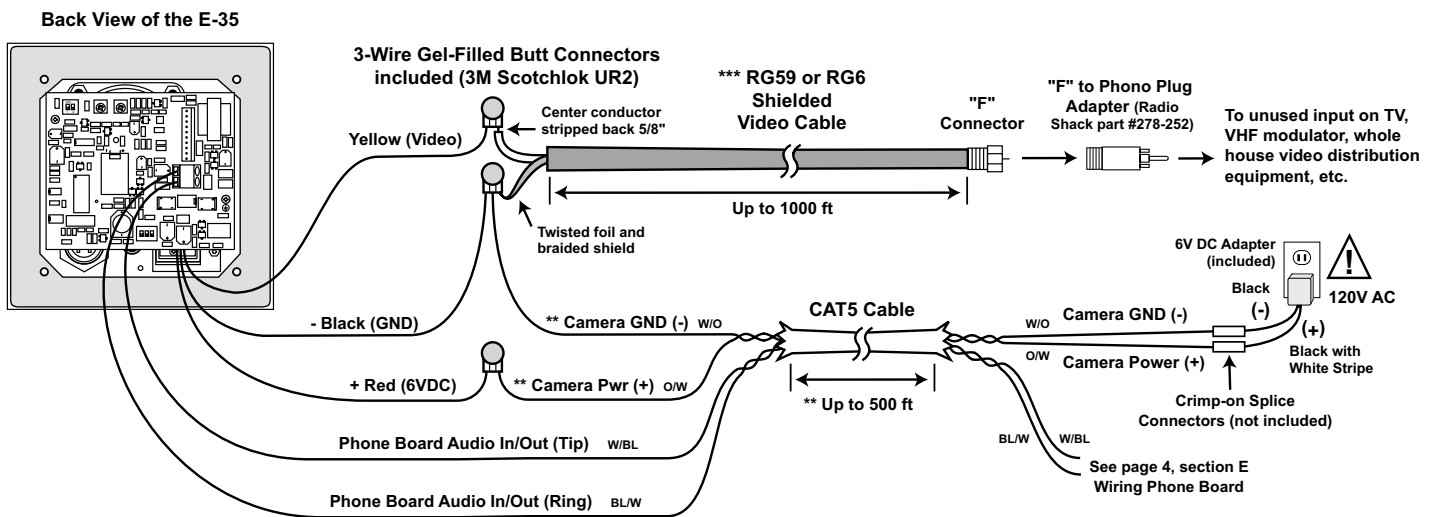 Back View of the E-35
3-Wire Gel-Filled Butt Connectors
included (3M Scotchlok UR2)
Center conductor
stripped back 5/8"
Yellow (Video)
*** RG59 or RG6
Shielded
Video Cable
"F"
Connector
"F" to Phono Plug
Adapter (Radio
Shack part #278-252)
To unused input on TV,
VHF modulator, whole
house video distribution
equipment, etc.
Up to 1000 ft
Twisted foil and
braided shield
6V DC Adapter
(included)
!
120V AC
Black
(-)
(+)
Black with
White Stripe
- Black (GND)
** Camera GND (-) W/O
CAT5 Cable
W/O Camera GND (-)
O/W Camera Power (+)
+ Red (6VDC)
** Camera Pwr (+) O/W
** Up to 500 ft
Crimp-on Splice
Connectors (not included)
Phone Board Audio In/Out (Tip) W/BL
BL/W W/BL
See page 4, section E
Wiring Phone Board
Phone Board Audio In/Out (Ring) BL/W